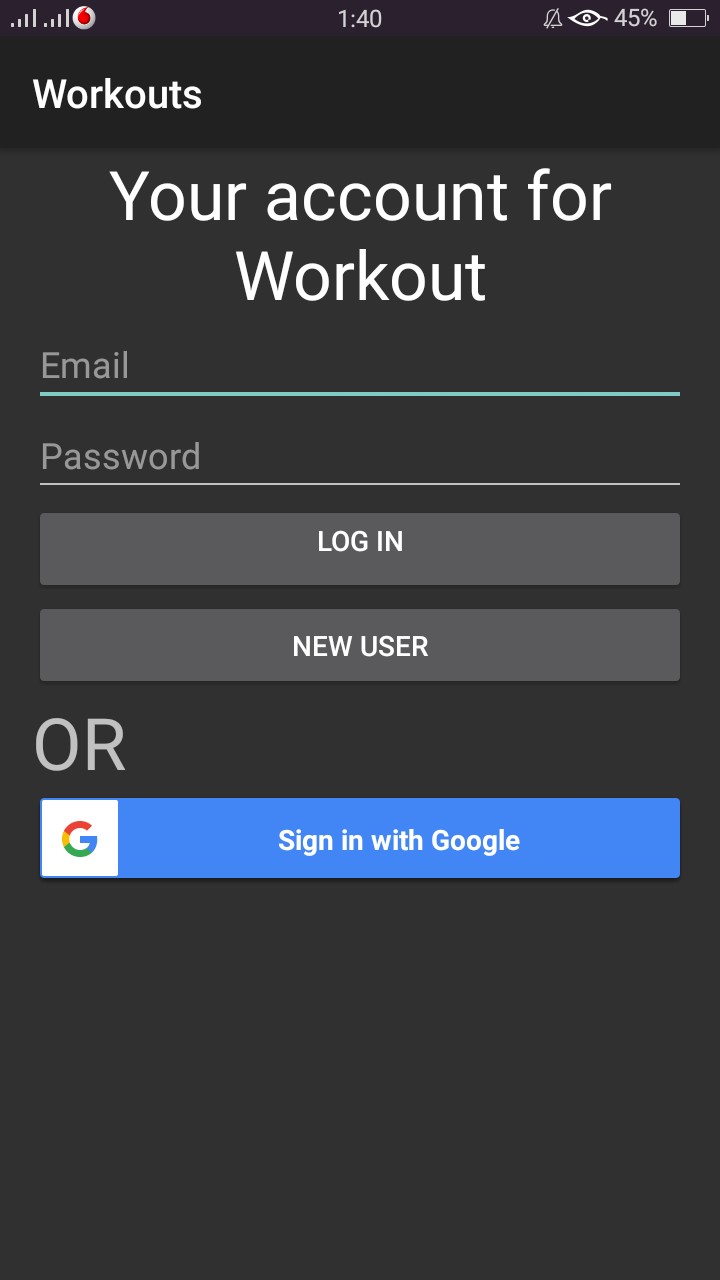 1:40
45%
Workouts
Your account for
Workout
Email
Password
LOG IN
NEW USER
OR
Sign in with Google